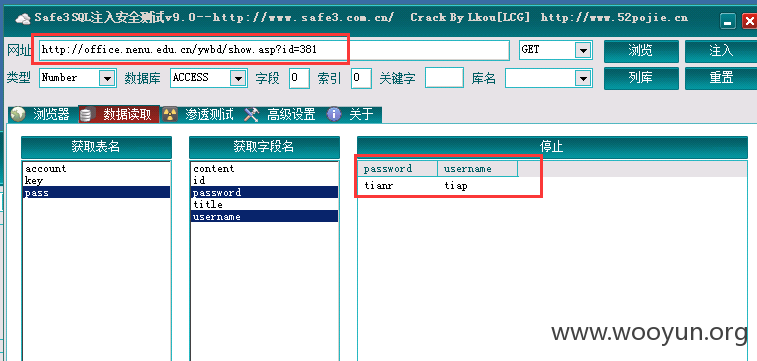 Safe3 SQL注入安全测试v9.0--http://www.safe3.com.cn/ Crack By Lkou[LCG] http://www.52pojie.cn
网址 http://office.nenu.edu.cn/ywbd/show.asp?id=381 GET 浏览 注入
类型 Number 数据库 ACCESS 字段 0 索引 0 关键字 库名 列库 重置
浏览器 数据读取 渗透测试 高级设置 关于
获取表名 获取字段名 停止
account content password username
key id tianr tiap
pass password
title
username
www.wooyun.org